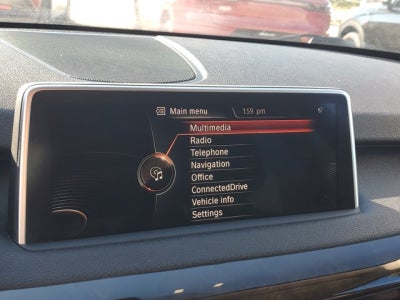 Main menu 1:59 pm
Multimedia
Radio
Telephone
Navigation
Office
ConnectedDrive
Vehicle info
Settings